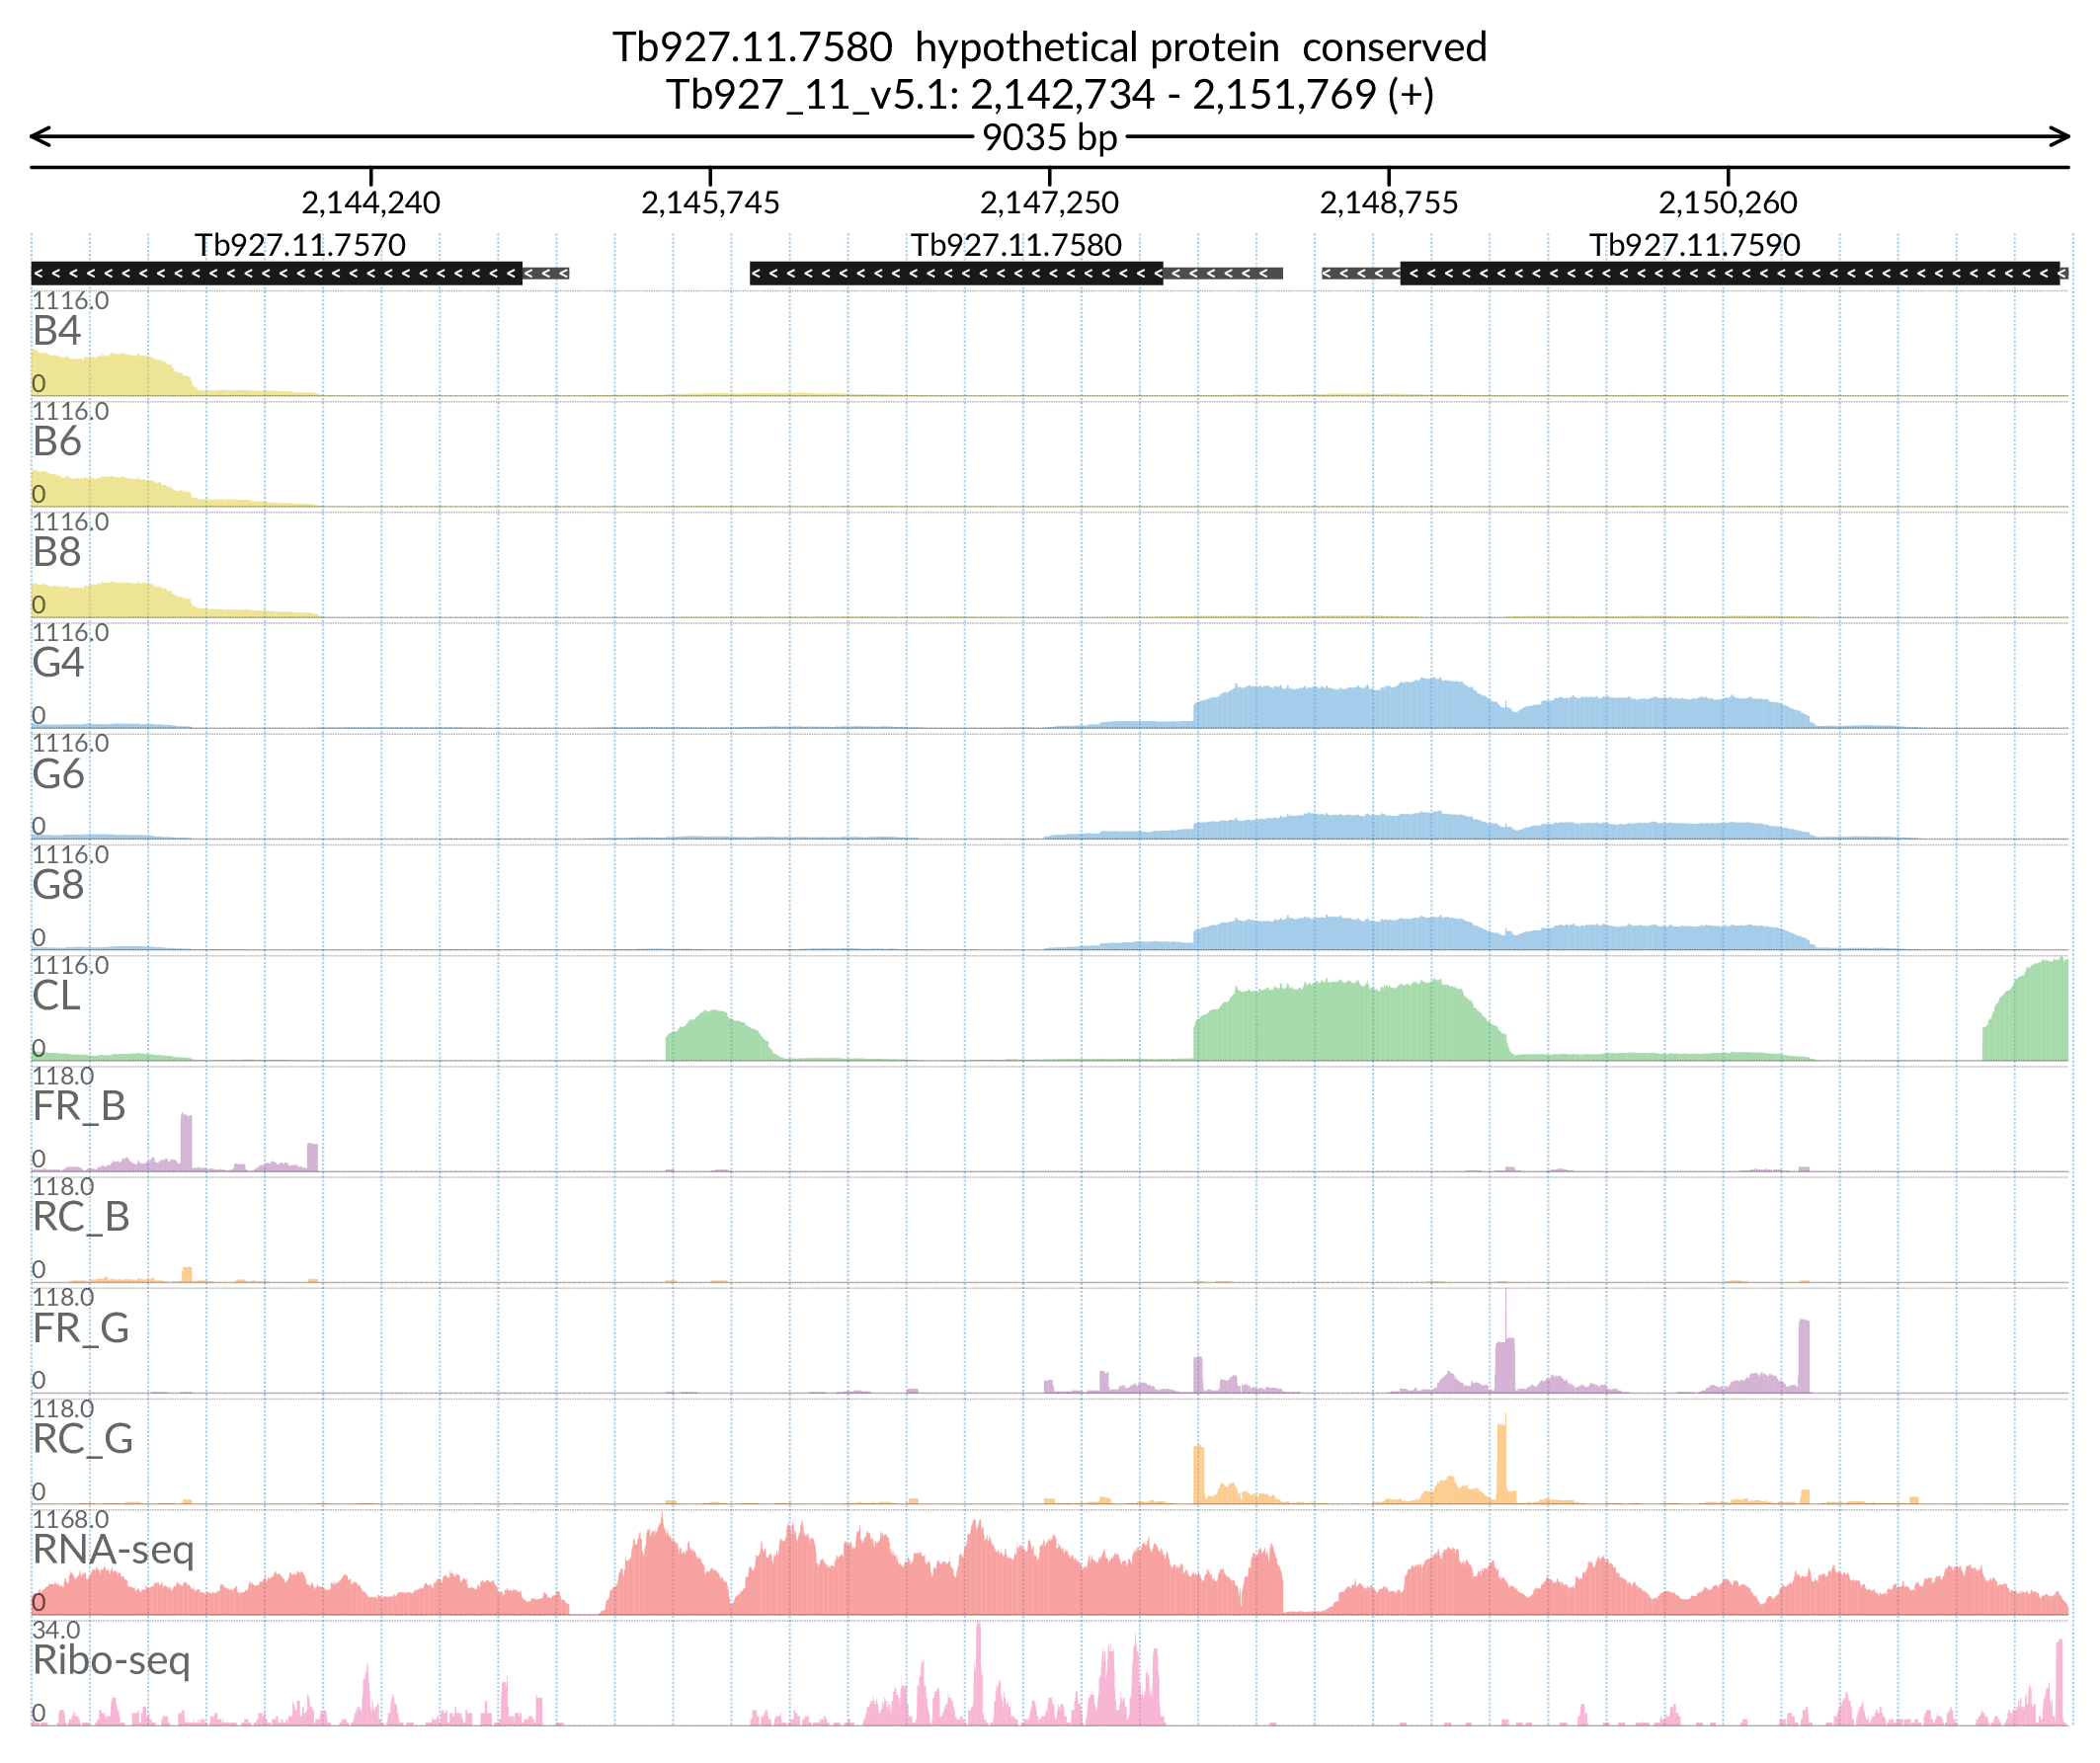 Tb927.11.7580  hypothetical protein  conserved
Tb927_11_v5.1: 2,142,734 - 2,151,769 (+)
9035 bp
2,144,240 2,145,745 2,147,250 2,148,755 2,150,260
Tb927.11.7570 Tb927.11.7580 Tb927.11.7590
1116.0
B4
0
1116.0
B6
0
1116.0
B8
0
1116.0
G4
0
1116.0
G6
0
1116.0
G8
0
1116.0
CL
0
118.0
FR_B
0
118.0
RC_B
0
118.0
FR_G
0
118.0
RC_G
0
1168.0
RNA-seq
0
34.0
Ribo-seq
0